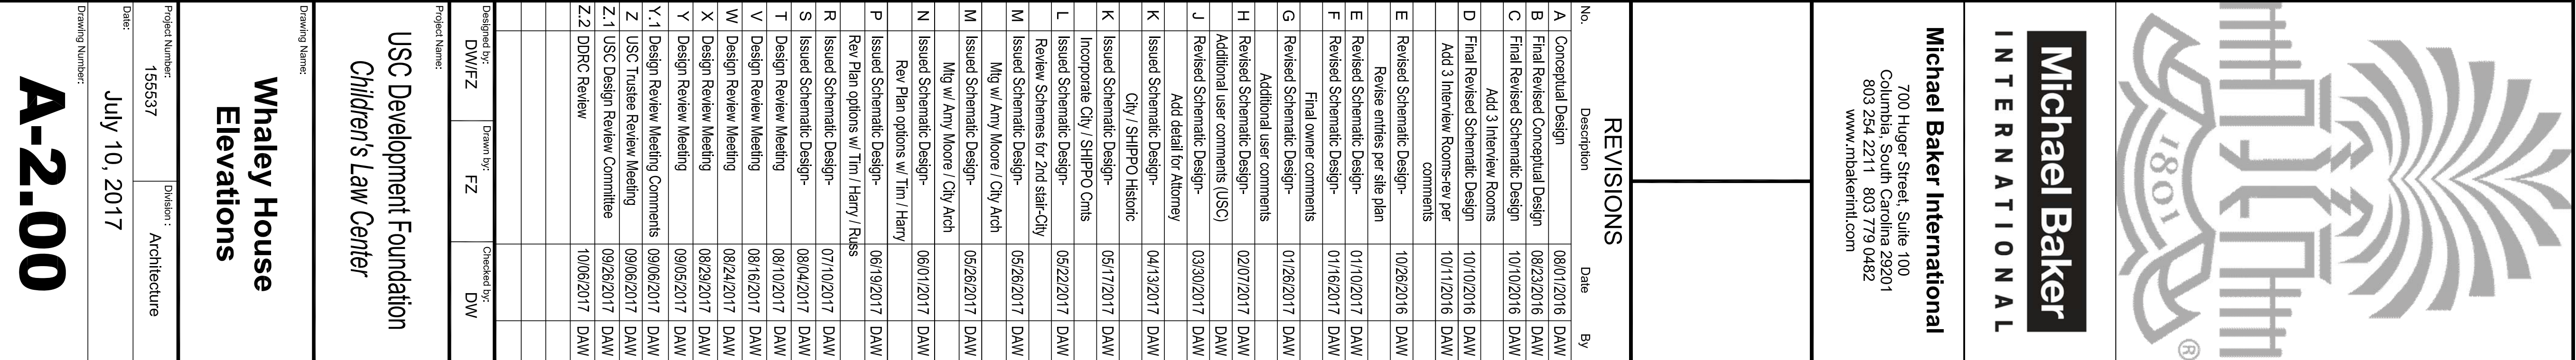 1801
®
Michael Baker
INTERNATIONAL
Michael Baker International
700 Huger Street, Suite 100
Columbia, South Carolina 29201
803 254 2211 803 779 0482
www.mbakerintl.com
REVISIONS
No. Description Date By
A Conceptual Design 08/01/2016 DAW
B Final Revised Conceptual Design 08/23/2016 DAW
C Final Revised Schematic Design 10/10/2016 DAW
Add 3 Interview Rooms
D Final Revised Schematic Design 10/10/2016 DAW
Add 3 Interview Rooms-rev per 10/11/2016 DAW
comments
E Revised Schematic Design- 10/26/2016 DAW
Revise entries per site plan
E Revised Schematic Design- 01/10/2017 DAW
F Revised Schematic Design- 01/16/2017 DAW
Final owner comments
G Revised Schematic Design- 01/26/2017 DAW
Additional user comments
H Revised Schematic Design- 02/07/2017 DAW
Additional user comments (USC) DAW
J Revised Schematic Design- 03/30/2017 DAW
Add detail for Attorney
K Issued Schematic Design- 04/13/2017 DAW
City / SHIPPO Historic
K Issued Schematic Design- 05/17/2017 DAW
Incorporate City / SHIPPO Cmts
L Issued Schematic Design- 05/22/2017 DAW
Review Schemes for 2nd stair-City
M Issued Schematic Design- 05/26/2017 DAW
Mtg w/ Amy Moore / City Arch
M Issued Schematic Design- 05/26/2017 DAW
Mtg w/ Amy Moore / City Arch
N Issued Schematic Design- 06/01/2017 DAW
Rev Plan options w/ Tim / Harry
P Issued Schematic Design- 06/19/2017 DAW
Rev Plan options w/ Tim / Harry / Russ
R Issued Schematic Design- 07/10/2017 DAW
S Issued Schematic Design- 08/04/2017 DAW
T Design Review Meeting 08/10/2017 DAW
V Design Review Meeting 08/16/2017 DAW
W Design Review Meeting 08/24/2017 DAW
X Design Review Meeting 08/29/2017 DAW
Y Design Review Meeting 09/05/2017 DAW
Y.1 Design Review Meeting Comments 09/06/2017 DAW
Z USC Trustee Review Meeting 09/06/2017 DAW
Z.1 USC Design Review Committee 09/26/2017 DAW
Z.2 DDRC Review 10/06/2017 DAW
Designed by: Drawn by: Checked by:
DW/FZ FZ DW
Project Name:
USC Development Foundation
Children's Law Center
Drawing Name:
Whaley House
Elevations
Project Number: Division :
155537 Architecture
Date:
July 10, 2017
Drawing Number:
A-2.00